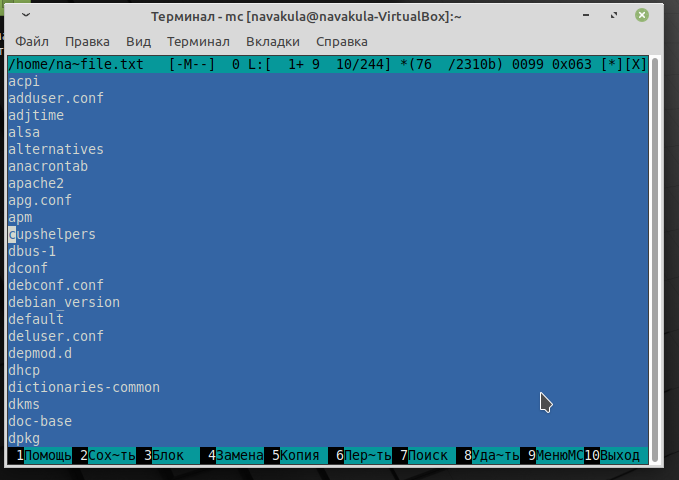 Терминал - mc [navakula@navakula-VirtualBox]:~
Файл Правка Вид Терминал Вкладки Справка
/home/na~file.txt [-M--] 0 L:[ 1+ 9 10/244] *(76 /2310b) 0099 0x063 [*][X]
acpi
adduser.conf
adjtime
alsa
alternatives
anacrontab
apache2
apg.conf
apm
cupshelpers
dbus-1
dconf
debconf.conf
debian_version
default
deluser.conf
depmod.d
dhcp
dictionaries-common
dkms
doc-base
dpkg
1Помощь 2Сох~ть 3Блок 4Замена 5Копия 6Пер~ть 7Поиск 8Уда~ть 9МенюMC 10Выход